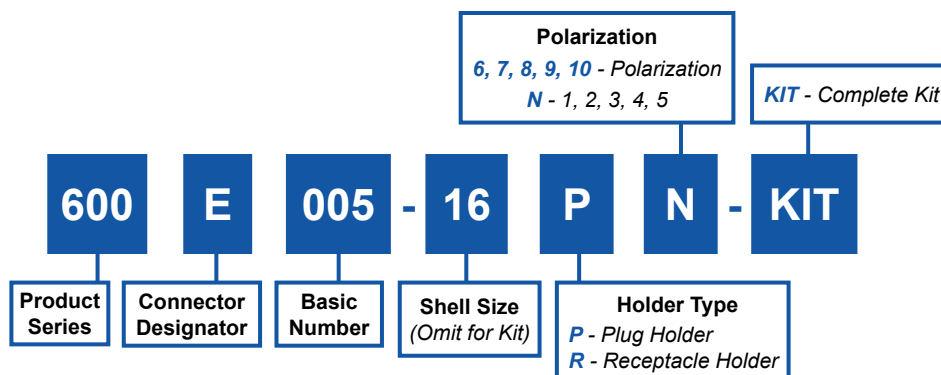 Polarization
6, 7, 8, 9, 10 - Polarization
N - 1, 2, 3, 4, 5
KIT - Complete Kit
600 E 005 - 16 P N - KIT
Product
Series
Connector
Designator
Basic
Number
Shell Size
(Omit for Kit)
Holder Type
P - Plug Holder
R - Receptacle Holder